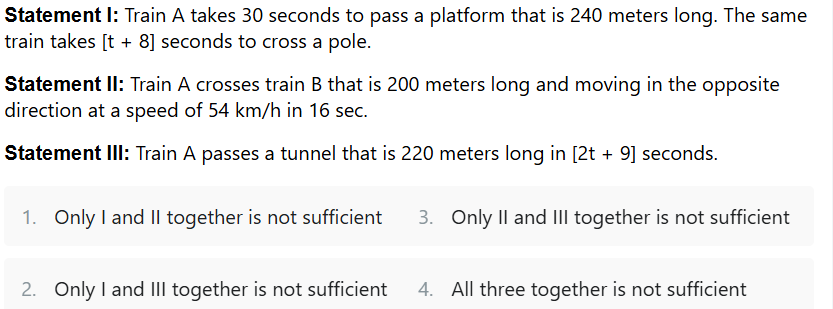 Statement I: Train A takes 30 seconds to pass a platform that is 240 meters long. The same
train takes [t + 8] seconds to cross a pole.
Statement II: Train A crosses train B that is 200 meters long and moving in the opposite
direction at a speed of 54 km/h in 16 sec.
Statement III: Train A passes a tunnel that is 220 meters long in [2t + 9] seconds.
1. Only I and II together is not sufficient
3. Only II and III together is not sufficient
2. Only I and III together is not sufficient
4. All three together is not sufficient